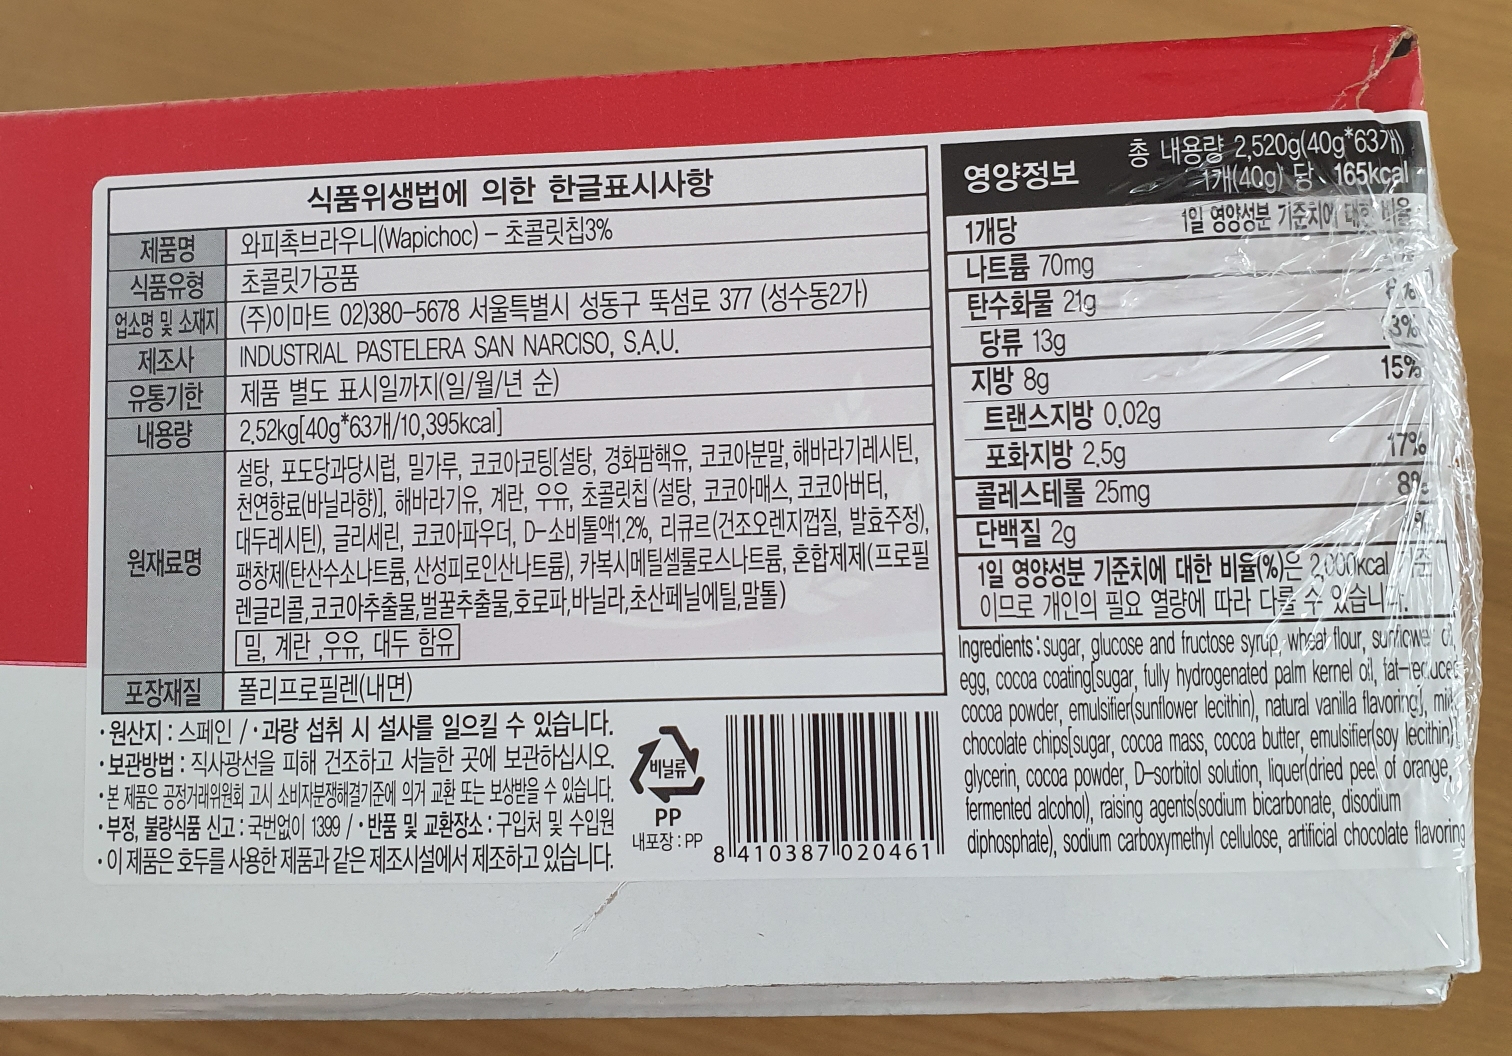 식품위생법에 의한 한글표시사항
제품명 와피촉브라우니(Wapichoc) – 초콜릿칩3%
식품유형 초콜릿가공품
업소명 및 소재지 (주)이마트 02)380-5678 서울특별시 성동구 뚝섬로 377 (성수동2가)
제조사 INDUSTRIAL PASTELERA SAN NARCISO, S.A.U.
유통기한 제품 별도 표시일까지(일/월/년 순)
내용량 2,52kg[40g*63개/10,395kcal]
원재료명
설탕, 포도당과당시럽, 밀가루, 코코아코팅[설탕, 경화팜핵유, 코코아분말, 해바라기레시틴,
천연향료(바닐라향)], 해바라기유, 계란, 우유, 초콜릿칩 (설탕, 코코아매스, 코코아버터,
대두레시틴), 글리세린, 코코아파우더, D-소비톨액1.2%, 리큐르(건조오렌지껍질, 발효주정),
팽창제(탄산수소나트륨, 산성피로인산나트륨), 카복시메틸셀룰로스나트륨, 혼합제제(프로필
렌글리콜,코코아추출물,벌꿀추출물,호로파,바닐라,초산페닐에틸,말톨)
밀, 계란 ,우유, 대두 함유
포장재질 폴리프로필렌(내면)
·원산지 : 스페인 /·과량 섭취 시 설사를 일으킬 수 있습니다.
·보관방법 : 직사광선을 피해 건조하고 서늘한 곳에 보관하십시오.
·본 제품은 공정거래위원회 고시 소비자분쟁해결기준에 의거 교환 또는 보상받을 수 있습니다.
·부정, 불량식품 신고 : 국번없이 1399 /·반품 및 교환장소 : 구입처 및 수입원
·이 제품은 호두를 사용한 제품과 같은 제조시설에서 제조하고 있습니다.
비닐류
PP
내포장 : PP
8 410387 020461
영양정보
총 내용량 2,520g(40g*63개)
1개(40g) 당 165kcal
1개당 1일 영양성분 기준치에 대한 비율
나트륨 70mg
탄수화물 21g
당류 13g
지방 8g 15%
트랜스지방 0.02g
포화지방 2.5g 17%
콜레스테롤 25mg 8%
단백질 2g
1일 영양성분 기준치에 대한 비율(%)은 2,000kcal
이므로 개인의 필요 열량에 따라 다를 수 있습니다.
Ingredients : sugar, glucose and fructose syrup, wheat flour, sunflower
egg, cocoa coating[sugar, fully hydrogenated palm kernel oil, fat-reduced
cocoa powder, emulsifier(sunflower lecithin), natural vanilla flavoring], milk,
chocolate chips[sugar, cocoa mass, cocoa butter, emulsifier(soy lecithin)],
glycerin, cocoa powder, D-sorbitol solution, liquer(dried peel of orange,
fermented alcohol), raising agents(sodium bicarbonate, disodium
diphosphate), sodium carboxymethyl cellulose, artificial chocolate flavoring